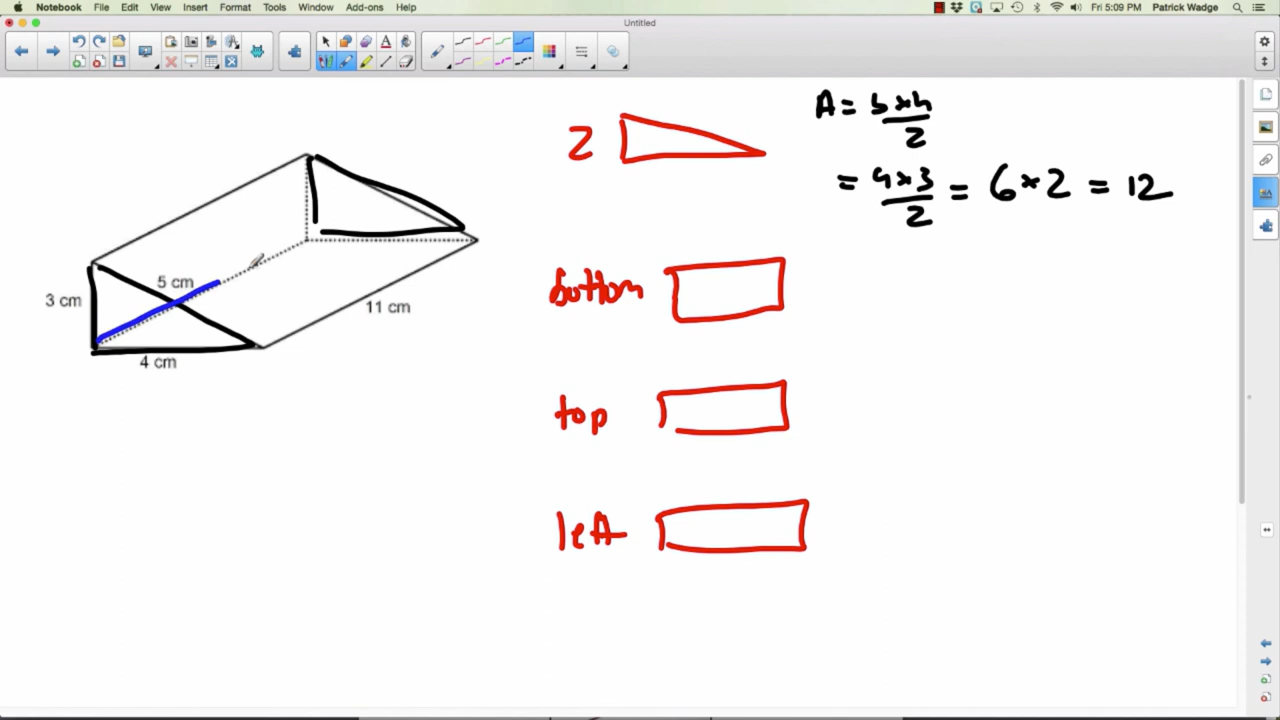 Notebook File Edit View Insert Format Tools Window Add-ons Help Fri 5:09 PM Patrick Wadge
Untitled
A = b×h
2
= 4×3 = 6×2 = 12
2
2
3 cm
5 cm
4 cm
11 cm
bottom
top
left